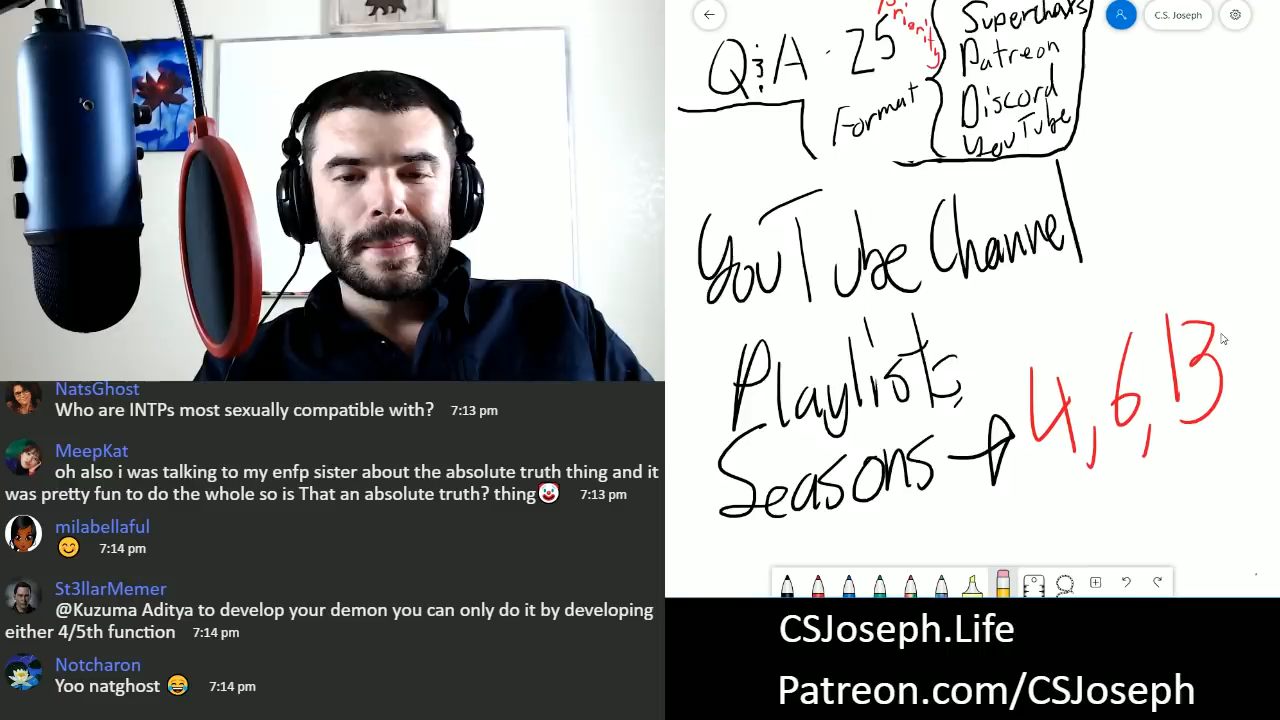 Q & A · 25
Priority
Format
Superchats
Patreon
Discord
YouTube
C.S. Joseph
YouTube Channel
Playlists,
Seasons → 4, 6, 13
NatsGhost
Who are INTPs most sexually compatible with? 7:13 pm
MeepKat
oh also i was talking to my enfp sister about the absolute truth thing and it
was pretty fun to do the whole so is That an absolute truth? thing🤡 7:13 pm
milabellaful
😊 7:14 pm
St3llarMemer
@Kuzuma Aditya to develop your demon you can only do it by developing
either 4/5th function 7:14 pm
Notcharon
Yoo natghost 😂 7:14 pm
CSJoseph.Life
Patreon.com/CSJoseph